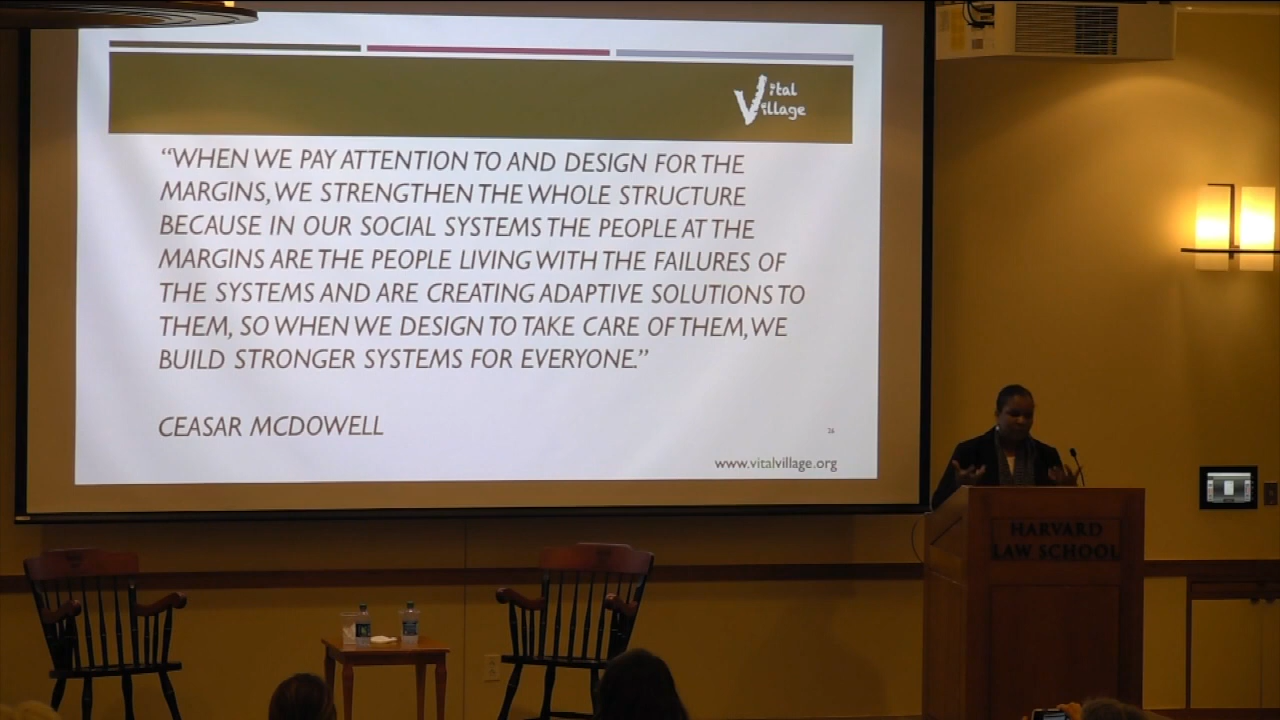 Vital
Village
“WHEN WE PAY ATTENTION TO AND DESIGN FOR THE
MARGINS, WE STRENGTHEN THE WHOLE STRUCTURE
BECAUSE IN OUR SOCIAL SYSTEMS THE PEOPLE AT THE
MARGINS ARE THE PEOPLE LIVING WITH THE FAILURES OF
THE SYSTEMS AND ARE CREATING ADAPTIVE SOLUTIONS TO
THEM, SO WHEN WE DESIGN TO TAKE CARE OF THEM, WE
BUILD STRONGER SYSTEMS FOR EVERYONE.”
CEASAR MCDOWELL
26
www.vitalvillage.org
HARVARD
LAW SCHOOL